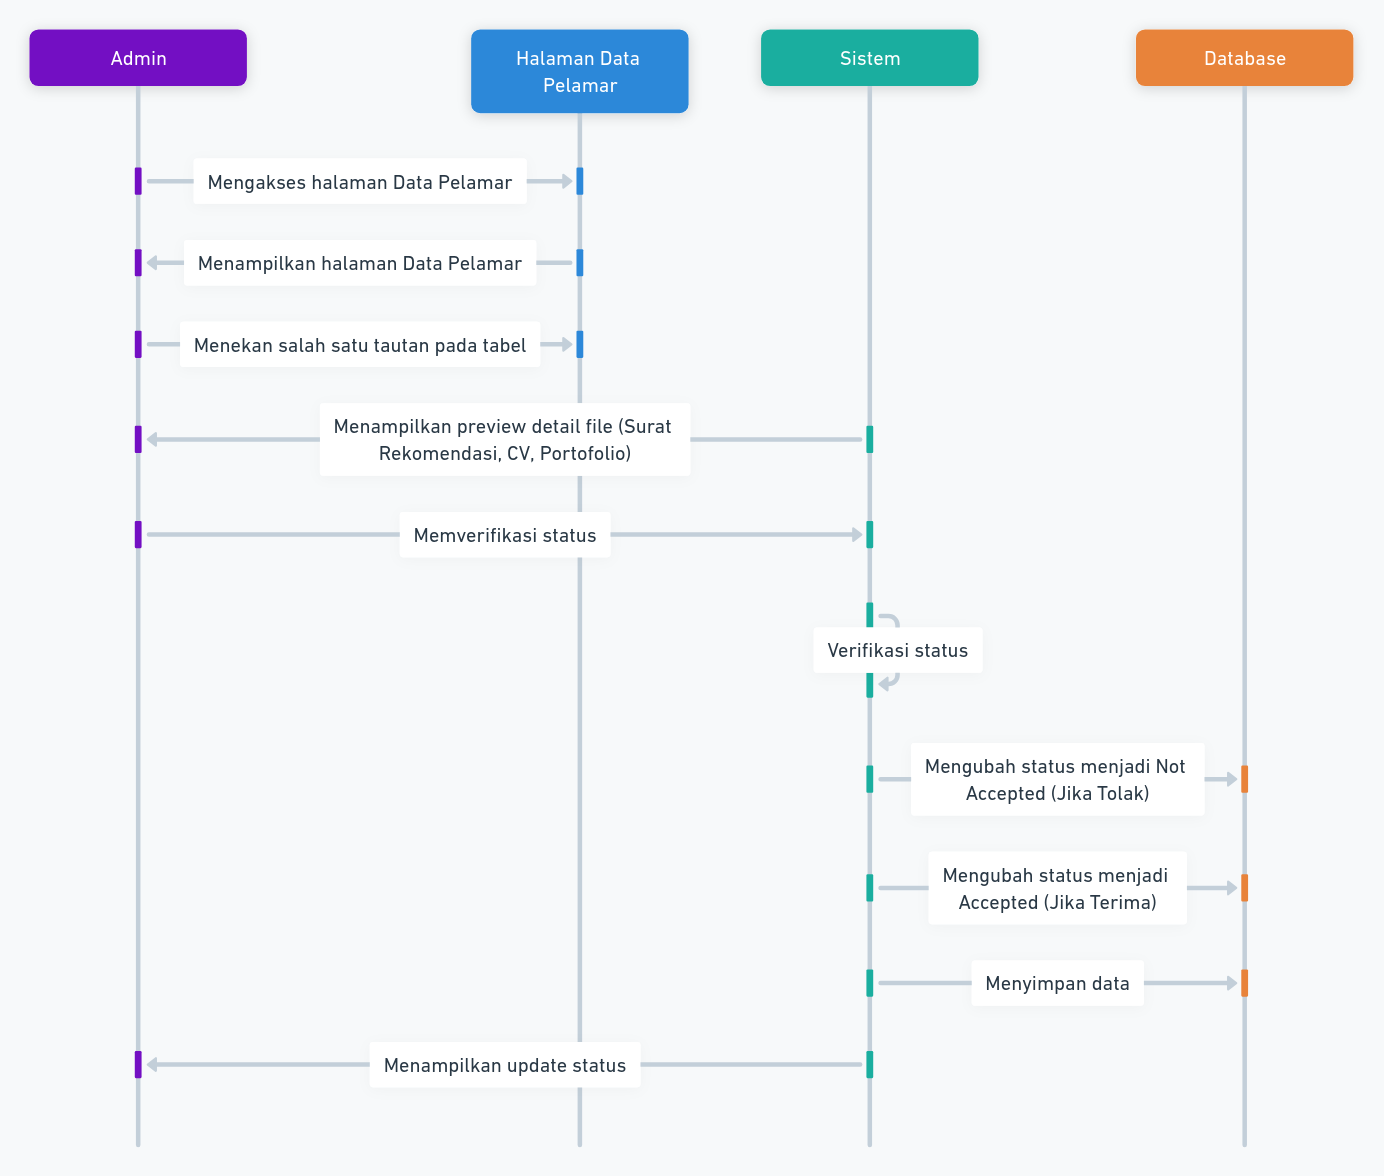 Admin
Halaman Data
Pelamar
Sistem
Database
Mengakses halaman Data Pelamar
Menampilkan halaman Data Pelamar
Menekan salah satu tautan pada tabel
Menampilkan preview detail file (Surat
Rekomendasi, CV, Portofolio)
Memverifikasi status
Verifikasi status
Mengubah status menjadi Not
Accepted (Jika Tolak)
Mengubah status menjadi
Accepted (Jika Terima)
Menyimpan data
Menampilkan update status